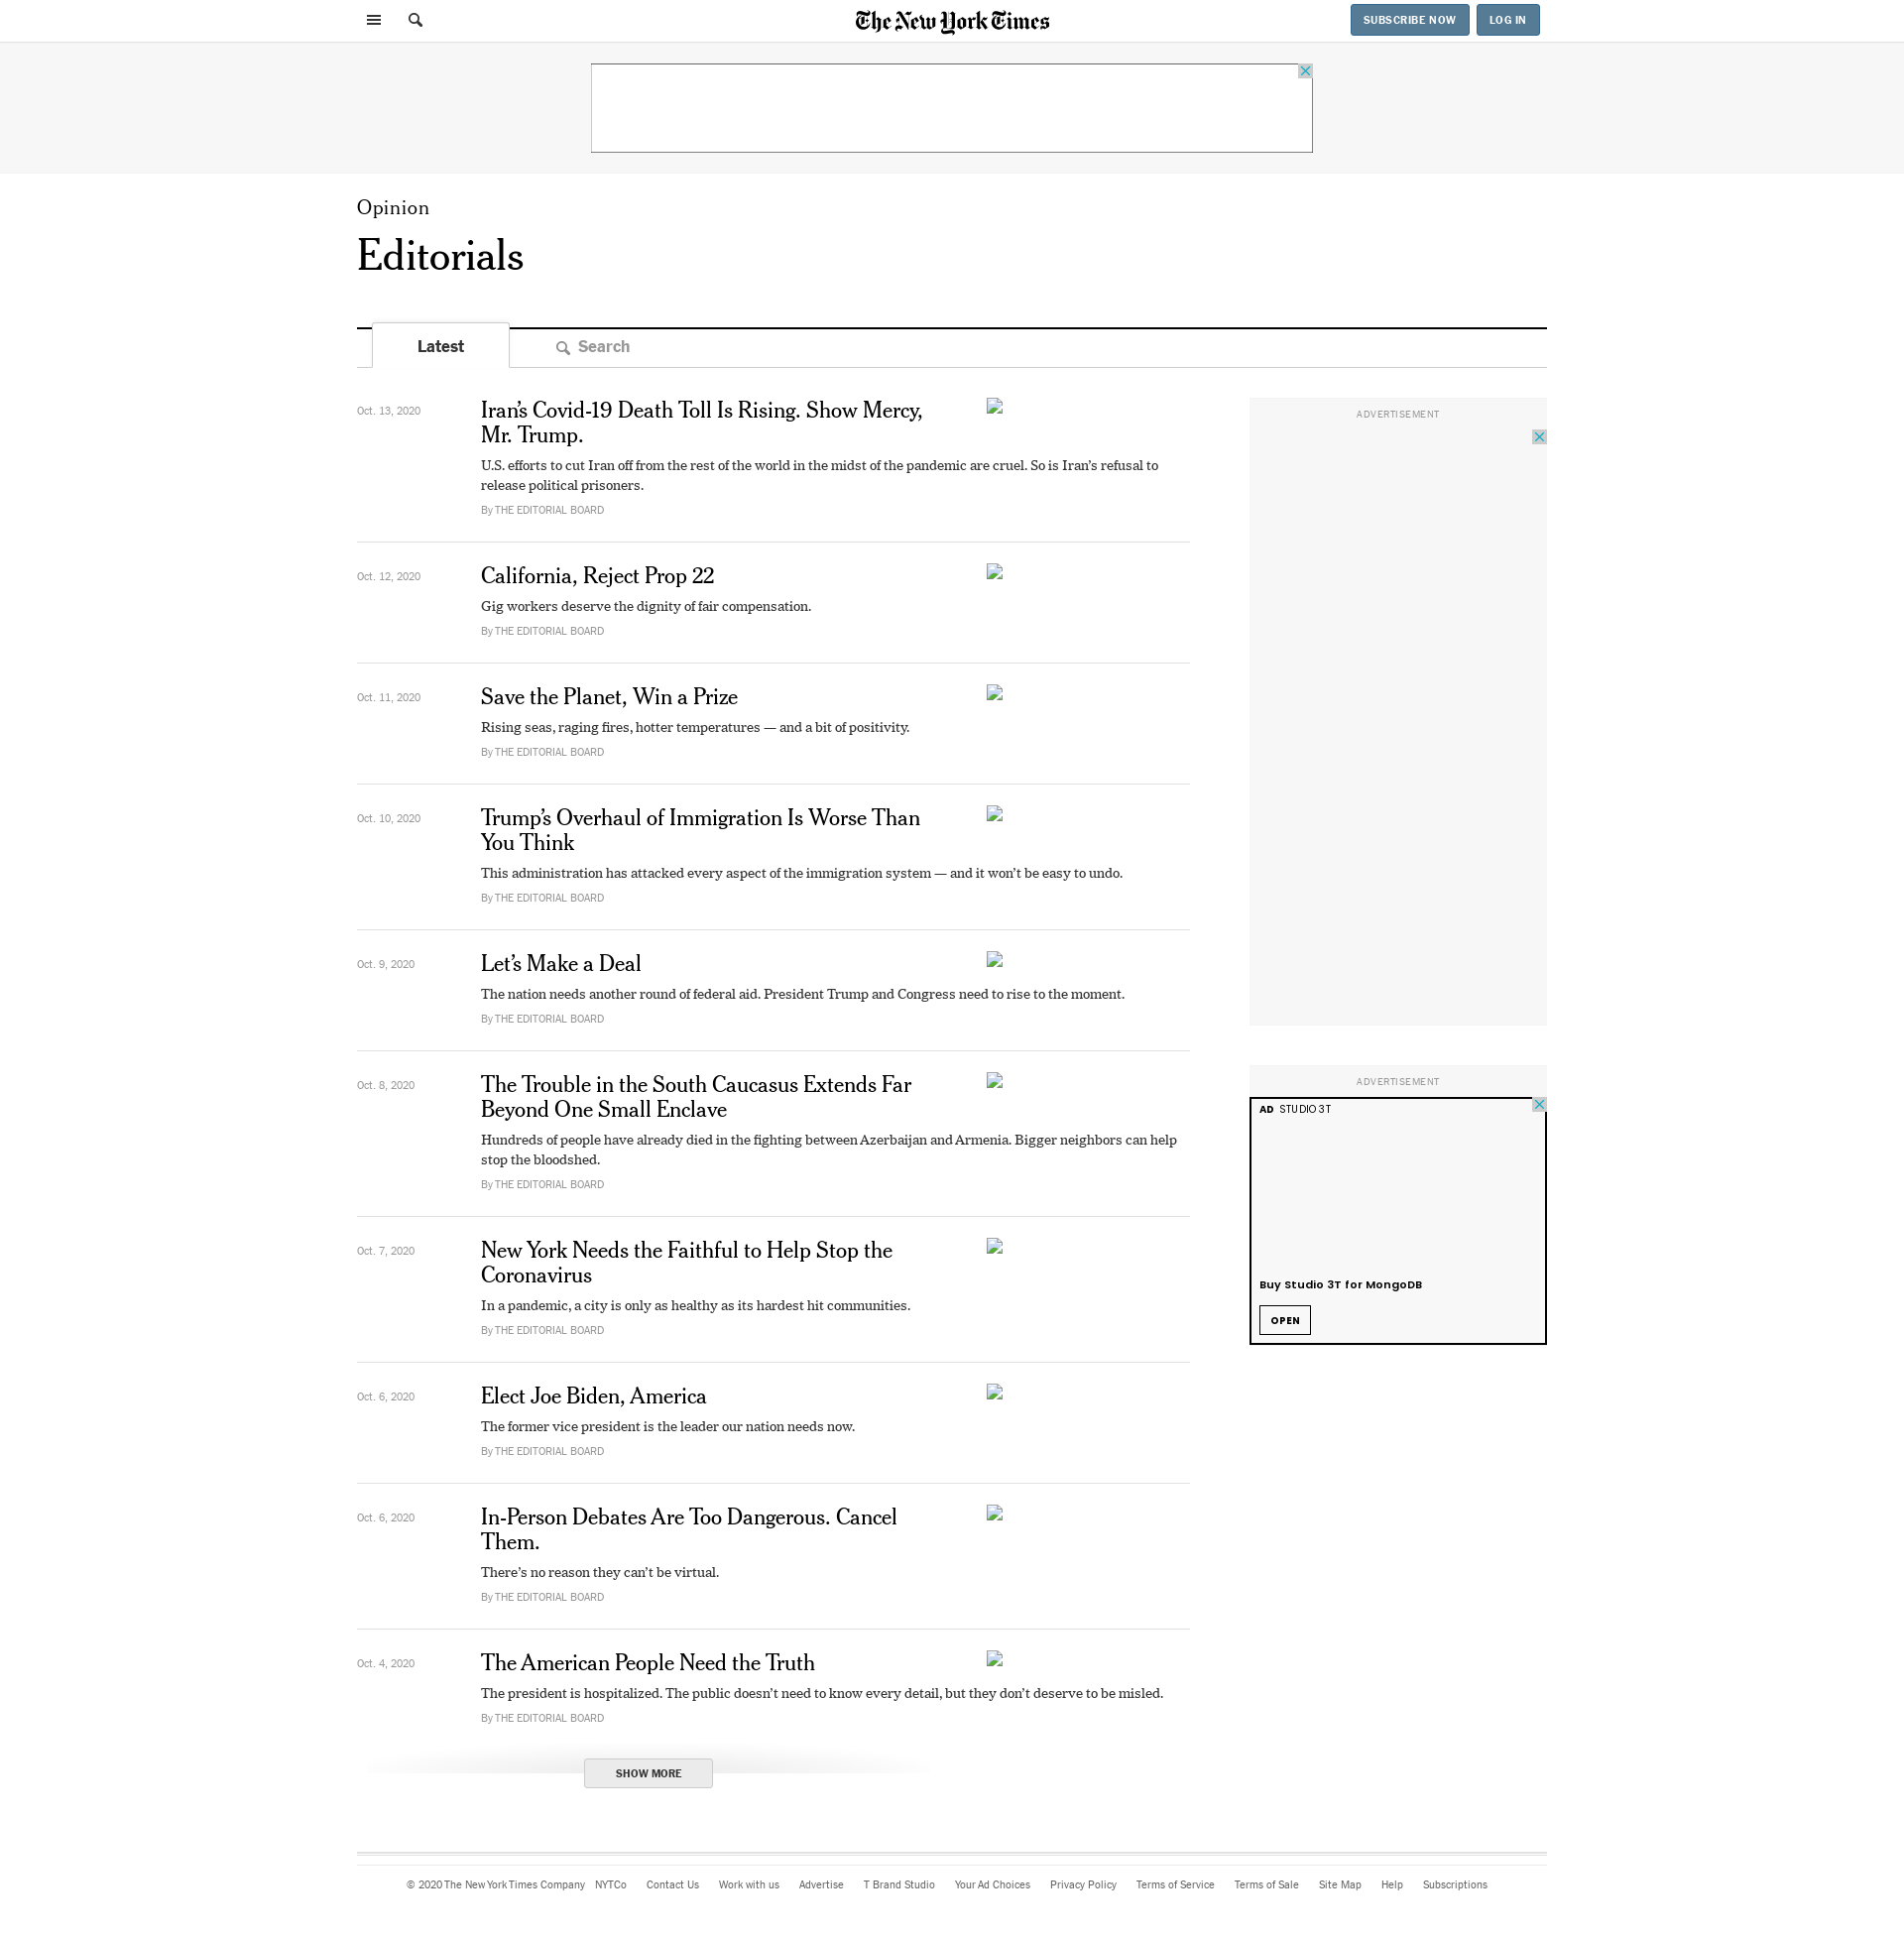 The New York Times
SUBSCRIBE NOW
LOG IN
Opinion
Editorials
Latest
Search
Oct. 13, 2020
Iran’s Covid-19 Death Toll Is Rising. Show Mercy,
Mr. Trump.
U.S. efforts to cut Iran off from the rest of the world in the midst of the pandemic are cruel. So is Iran’s refusal to
release political prisoners.
By THE EDITORIAL BOARD
Oct. 12, 2020
California, Reject Prop 22
Gig workers deserve the dignity of fair compensation.
By THE EDITORIAL BOARD
Oct. 11, 2020
Save the Planet, Win a Prize
Rising seas, raging fires, hotter temperatures — and a bit of positivity.
By THE EDITORIAL BOARD
Oct. 10, 2020
Trump’s Overhaul of Immigration Is Worse Than
You Think
This administration has attacked every aspect of the immigration system — and it won’t be easy to undo.
By THE EDITORIAL BOARD
Oct. 9, 2020
Let’s Make a Deal
The nation needs another round of federal aid. President Trump and Congress need to rise to the moment.
By THE EDITORIAL BOARD
Oct. 8, 2020
The Trouble in the South Caucasus Extends Far
Beyond One Small Enclave
Hundreds of people have already died in the fighting between Azerbaijan and Armenia. Bigger neighbors can help
stop the bloodshed.
By THE EDITORIAL BOARD
Oct. 7, 2020
New York Needs the Faithful to Help Stop the
Coronavirus
In a pandemic, a city is only as healthy as its hardest hit communities.
By THE EDITORIAL BOARD
Oct. 6, 2020
Elect Joe Biden, America
The former vice president is the leader our nation needs now.
By THE EDITORIAL BOARD
Oct. 6, 2020
In-Person Debates Are Too Dangerous. Cancel
Them.
There’s no reason they can’t be virtual.
By THE EDITORIAL BOARD
Oct. 4, 2020
The American People Need the Truth
The president is hospitalized. The public doesn’t need to know every detail, but they don’t deserve to be misled.
By THE EDITORIAL BOARD
SHOW MORE
ADVERTISEMENT
ADVERTISEMENT
AD STUDIO 3T
Buy Studio 3T for MongoDB
OPEN
© 2020 The New York Times Company NYTCo Contact Us Work with us Advertise T Brand Studio Your Ad Choices Privacy Policy Terms of Service Terms of Sale Site Map Help Subscriptions